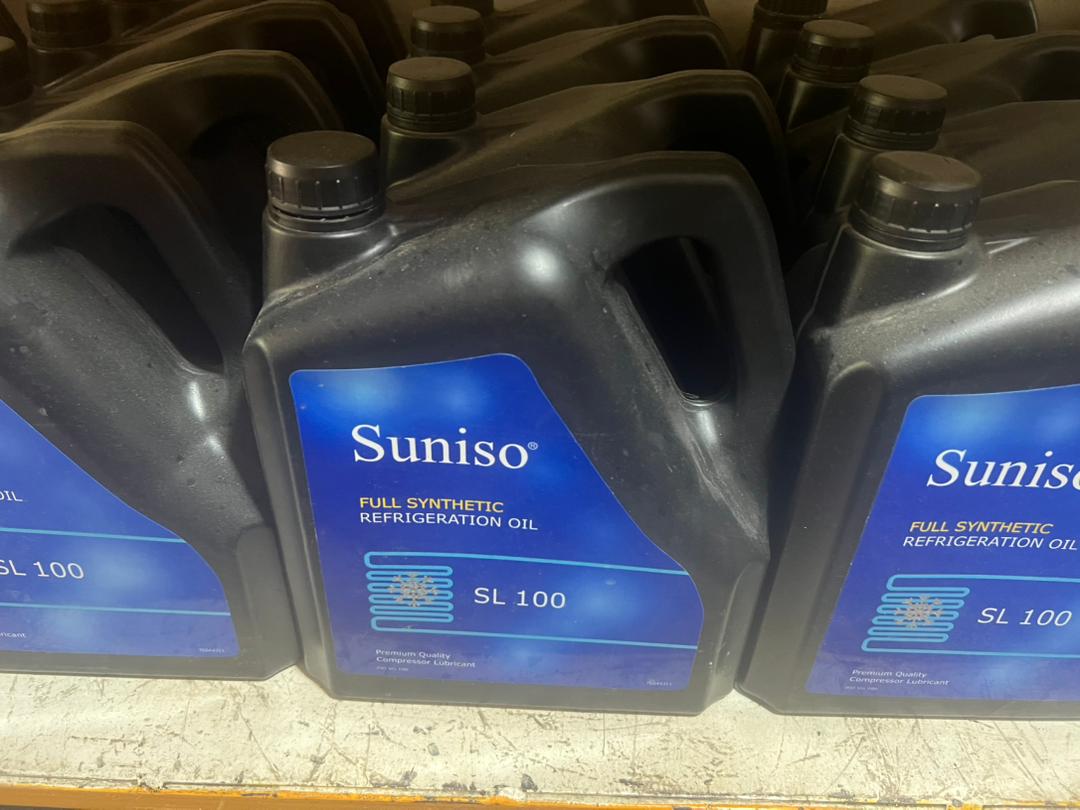 OIL
SL 100
ricant
Suniso®
FULL SYNTHETIC
REFRIGERATION OIL
SL 100
Premium Quality
Compressor Lubricant
Suniso
FULL SYNTHETIC
REFRIGERATION OIL
SL 100
Premium Quality
Compressor Lubricant